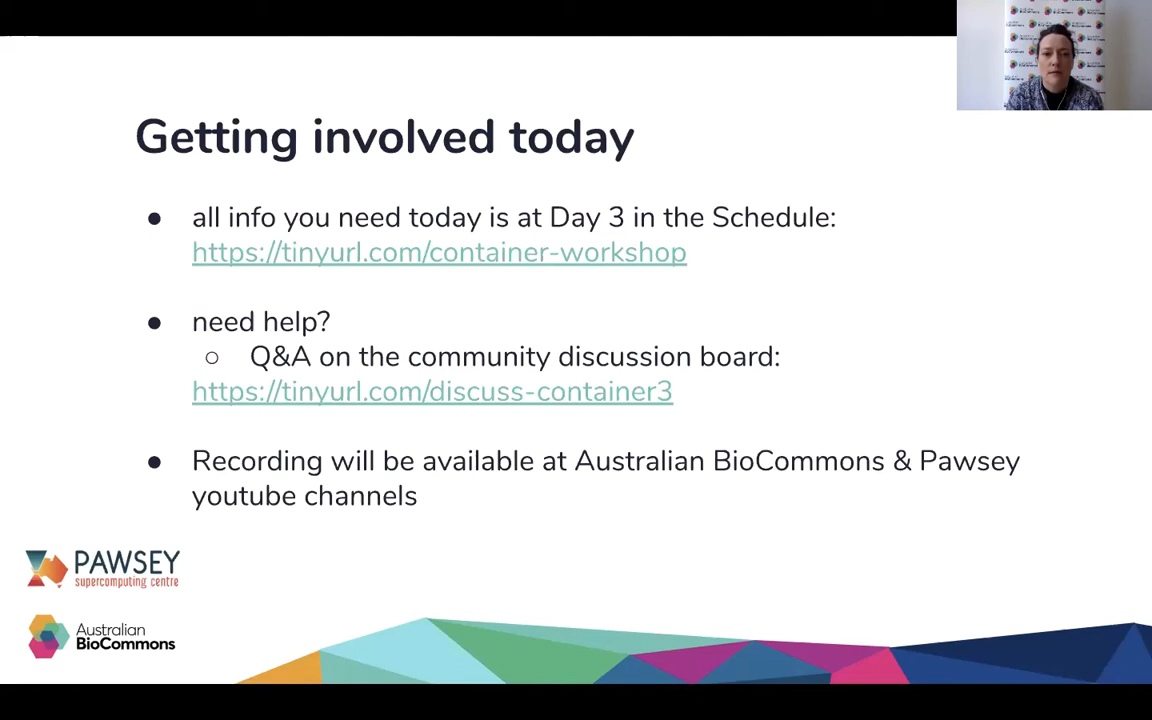 Getting involved today
● all info you need today is at Day 3 in the Schedule:
https://tinyurl.com/container-workshop
● need help?
○ Q&A on the community discussion board:
https://tinyurl.com/discuss-container3
● Recording will be available at Australian BioCommons & Pawsey
youtube channels
PAWSEY
supercomputing centre
Australian
BioCommons